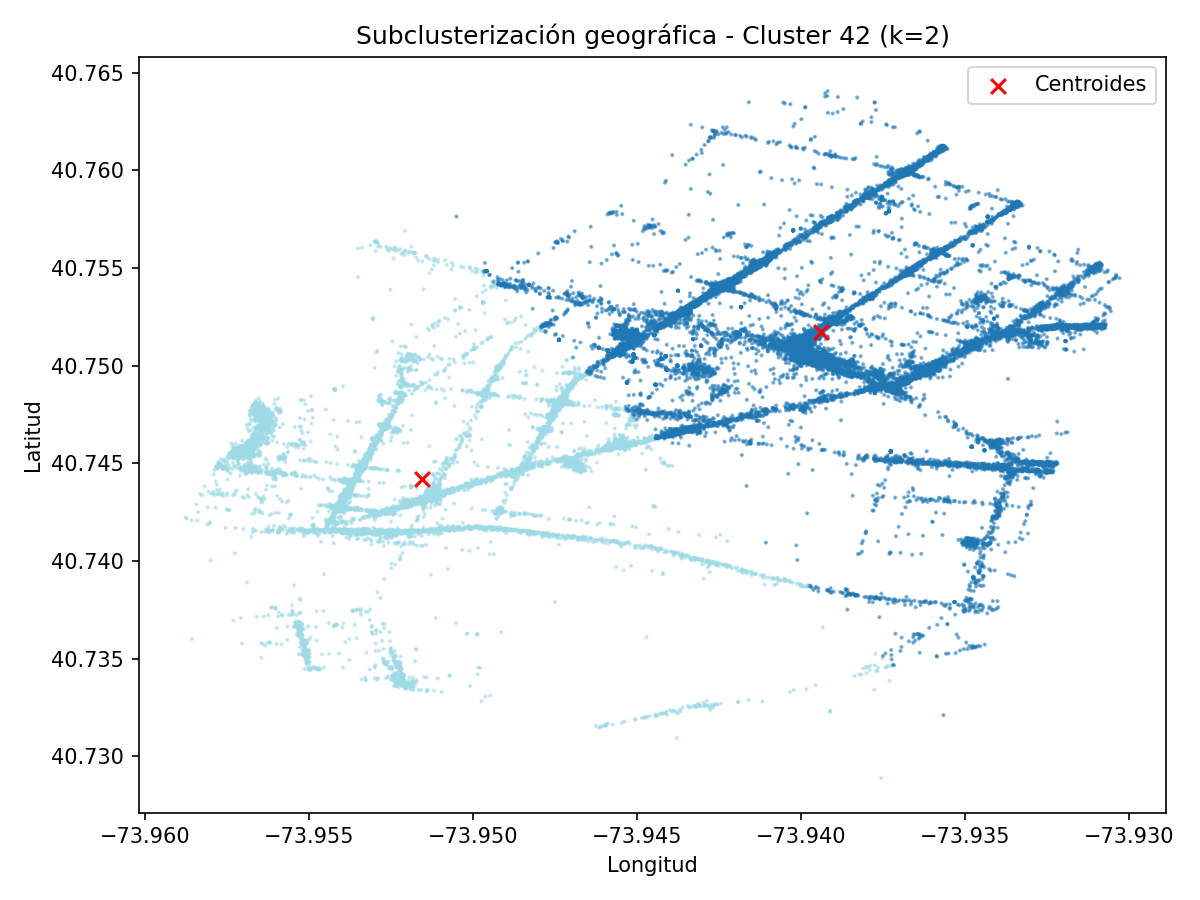 Subclusterización geográfica - Cluster 42 (k=2)
Centroides
40.765
40.760
40.755
40.750
40.745
40.740
40.735
40.730
Latitud
−73.960 −73.955 −73.950 −73.945 −73.940 −73.935 −73.930
Longitud